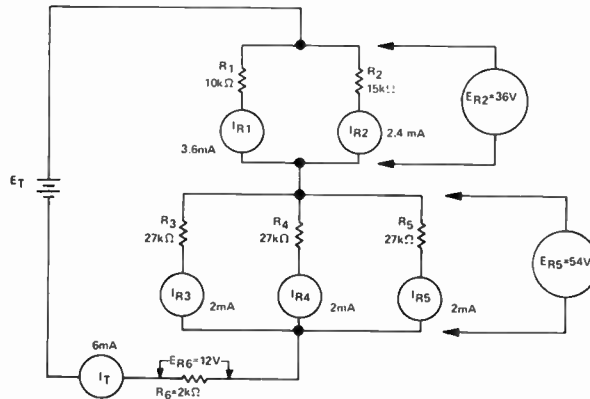 R1
10kΩ
R2
15kΩ
IR1
3.6mA
IR2
2.4 mA
ER2=36V
ET
R3
27kΩ
R4
27kΩ
R5
27kΩ
IR3
2mA
IR4
2mA
IR5
2mA
ER5=54V
6mA
IT
ER6=12V
R6=2kΩ